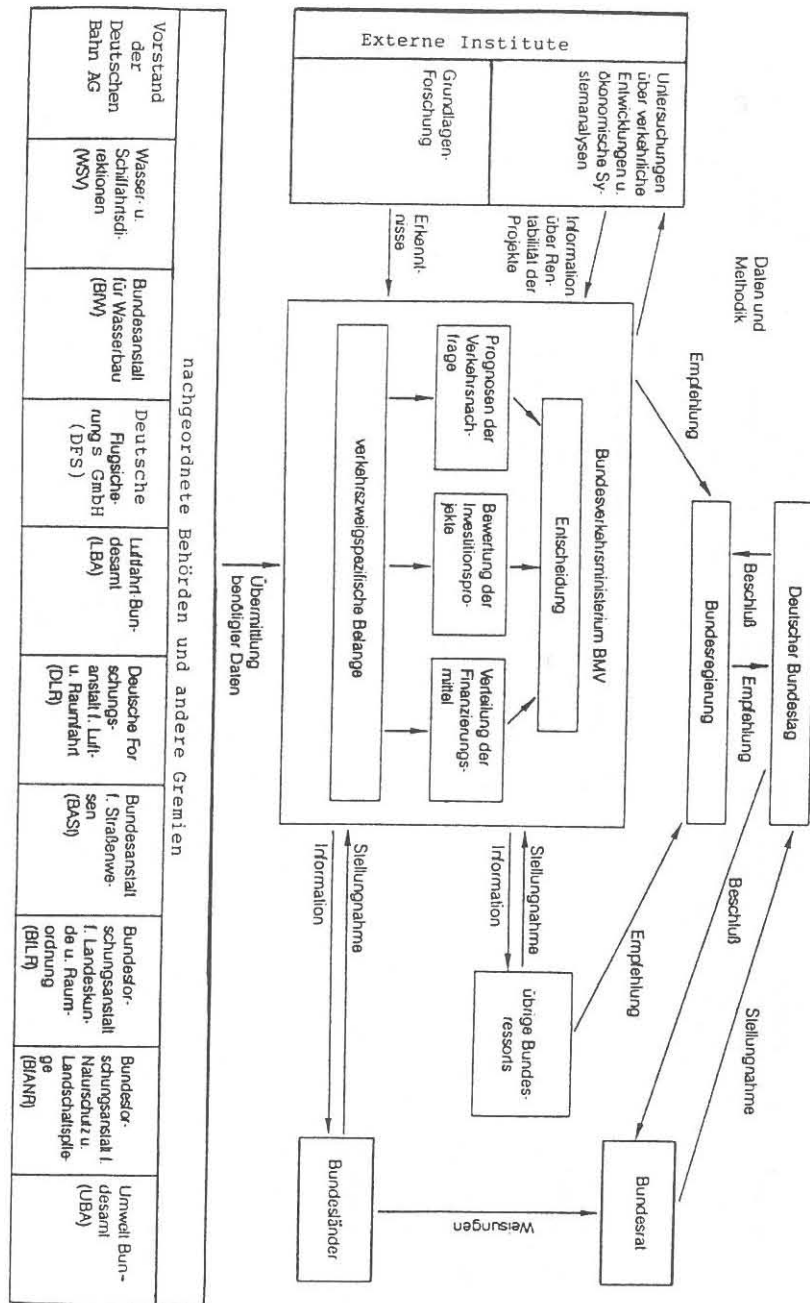 Deutscher Bundestag
Beschluß
Empfehlung
Bundesregierung
Beschluß
Stellungnahme
Bundesrat
Daten und
Methodik
Empfehlung
Empfehlung
übrige Bundes-
ressorts
Weisungen
Bundesländer
Externe Institute
Untersuchungen
über verkehrliche
Entwicklungen u.
ökonomische Sy-
stemanalysen
Grundlagen-
Forschung
Information
über Ren-
tabilität der
Projekte
Erkennt-
nisse
Bundesverkehrsministerium BMV
Entscheidung
Prognosen der
Verkehrsnach-
frage
Bewertung der
Investitionspro-
jekte
Verteilung der
Finanzierungs-
mittel
verkehrszweigspezifische Belange
Stellungnahme
Information
Stellungnahme
Information
Übermittlung
benötigter Daten
nachgeordnete Behörden und andere Gremien
Vorstand
der
Deutschen
Bahn AG
Wasser- u.
Schiffahrtsdi-
rektionen
(WSV)
Bundesanstalt
für Wasserbau
(BfW)
Deutsche
Flugsiche-
rung s GmbH
(DFS)
Luftfahrt Bun-
desamt
(LBA)
Deutsche For
schungs-
anstalt f. Luft-
u. Raumfahrt
(DLR)
Bundesanstalt
f. Straßenwe-
sen
(BASt)
Bundesfor-
schungsanstalt
f. Landeskun-
de u. Raum-
ordnung
(BfLR)
Bundesfor-
schungsanstalt f.
Naturschutz u.
Landschaftspfle-
ge
(BfANR)
Umwelt Bun-
desamt
(UBA)